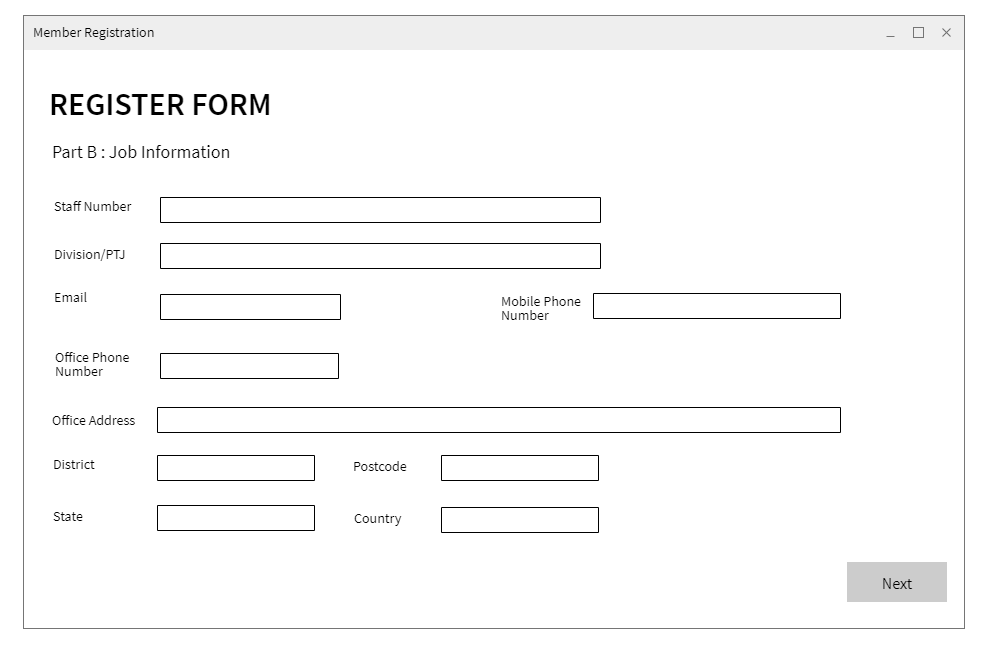 Member Registration
REGISTER FORM
Part B : Job Information
Staff Number
Division/PTJ
Email
Mobile Phone
Number
Office Phone
Number
Office Address
District
Postcode
State
Country
Next